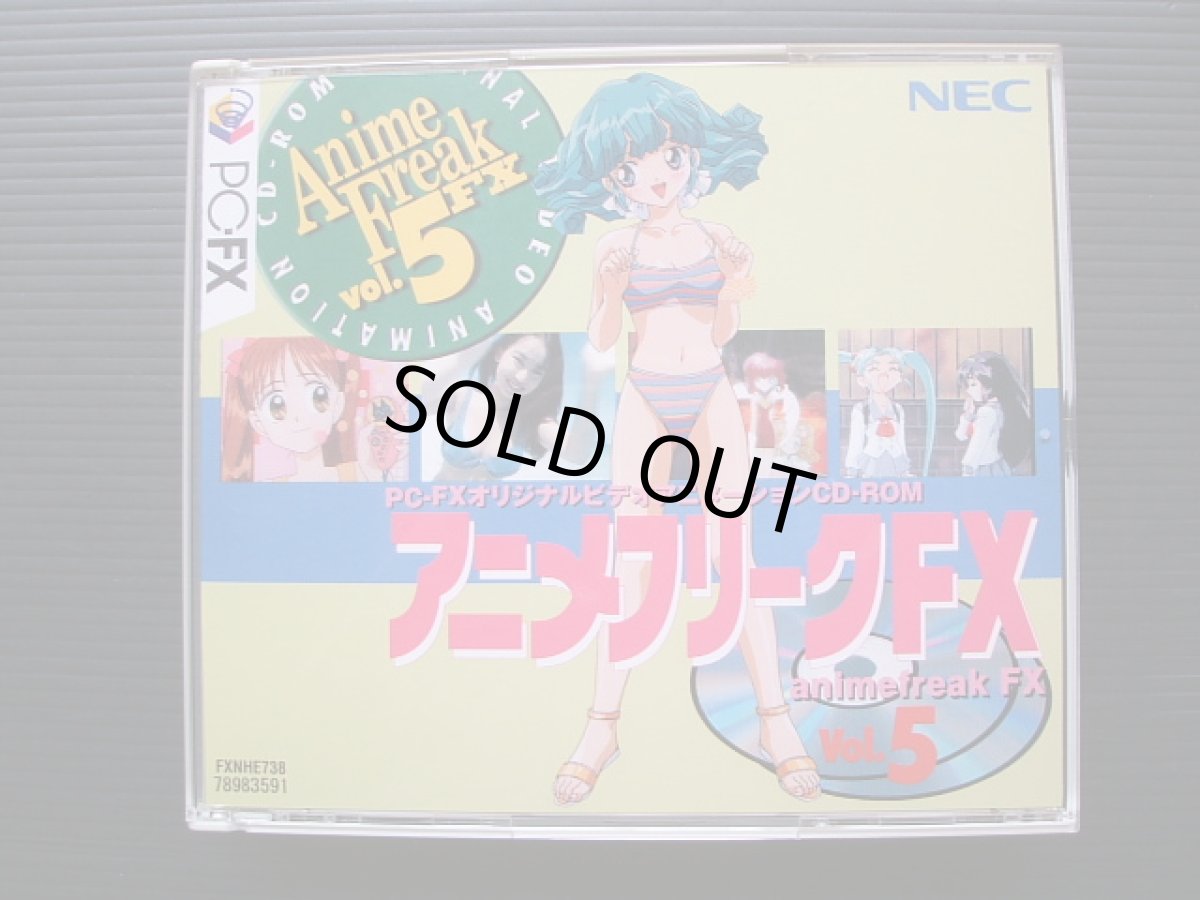 NEC
PC-FX
CD-ROM
NAL
DEO ANIMATION
Anime
Freak
FX
vol.5
SOLD OUT
PC-FXオリジナルビデオアニメーションCD-ROM
アニメフリークFX
animefreak FX
Vol.5
FXNHE738
78983591